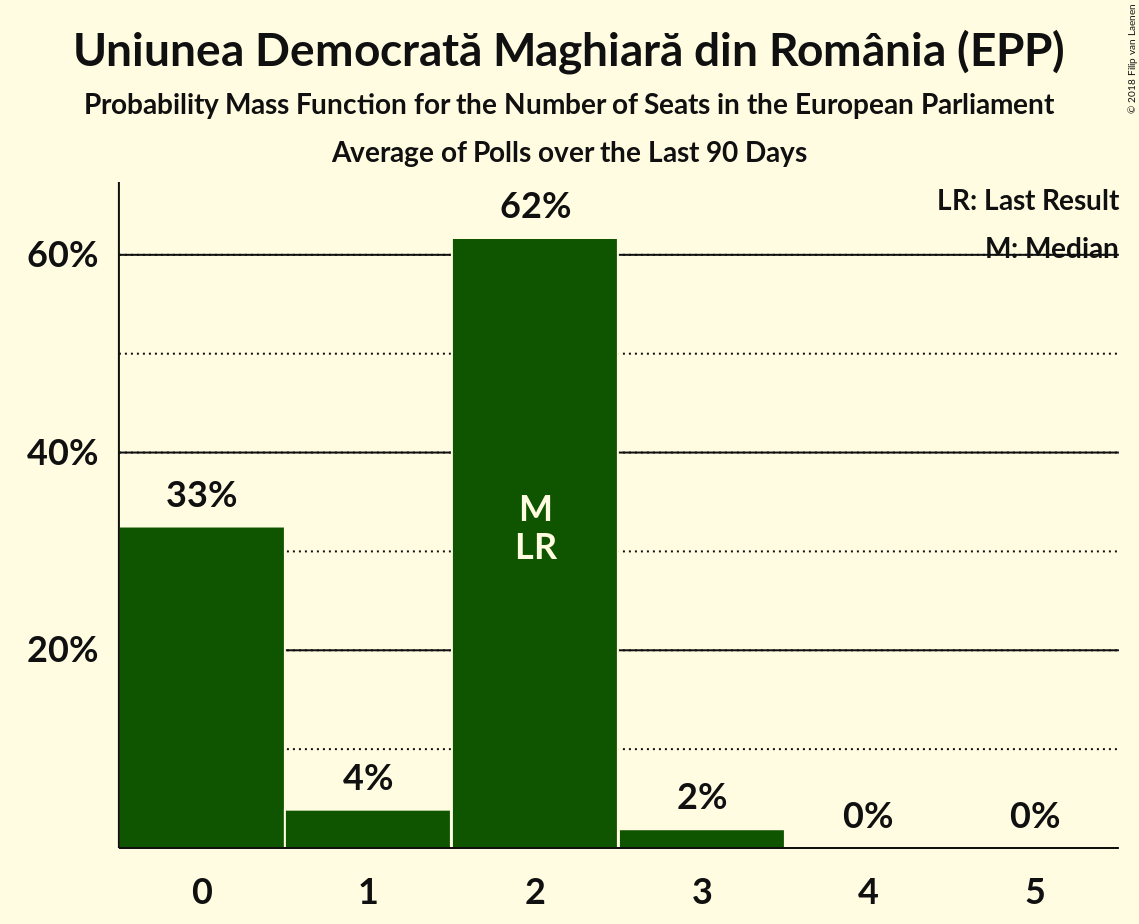 Uniunea Democrată Maghiară din România (EPP)
Probability Mass Function for the Number of Seats in the European Parliament
Average of Polls over the Last 90 Days
© 2018 Filip van Laenen
LR: Last Result
M: Median
62%
60%
40%
33%
M
LR
20%
4%
2%
0%
0%
0
1
2
3
4
5